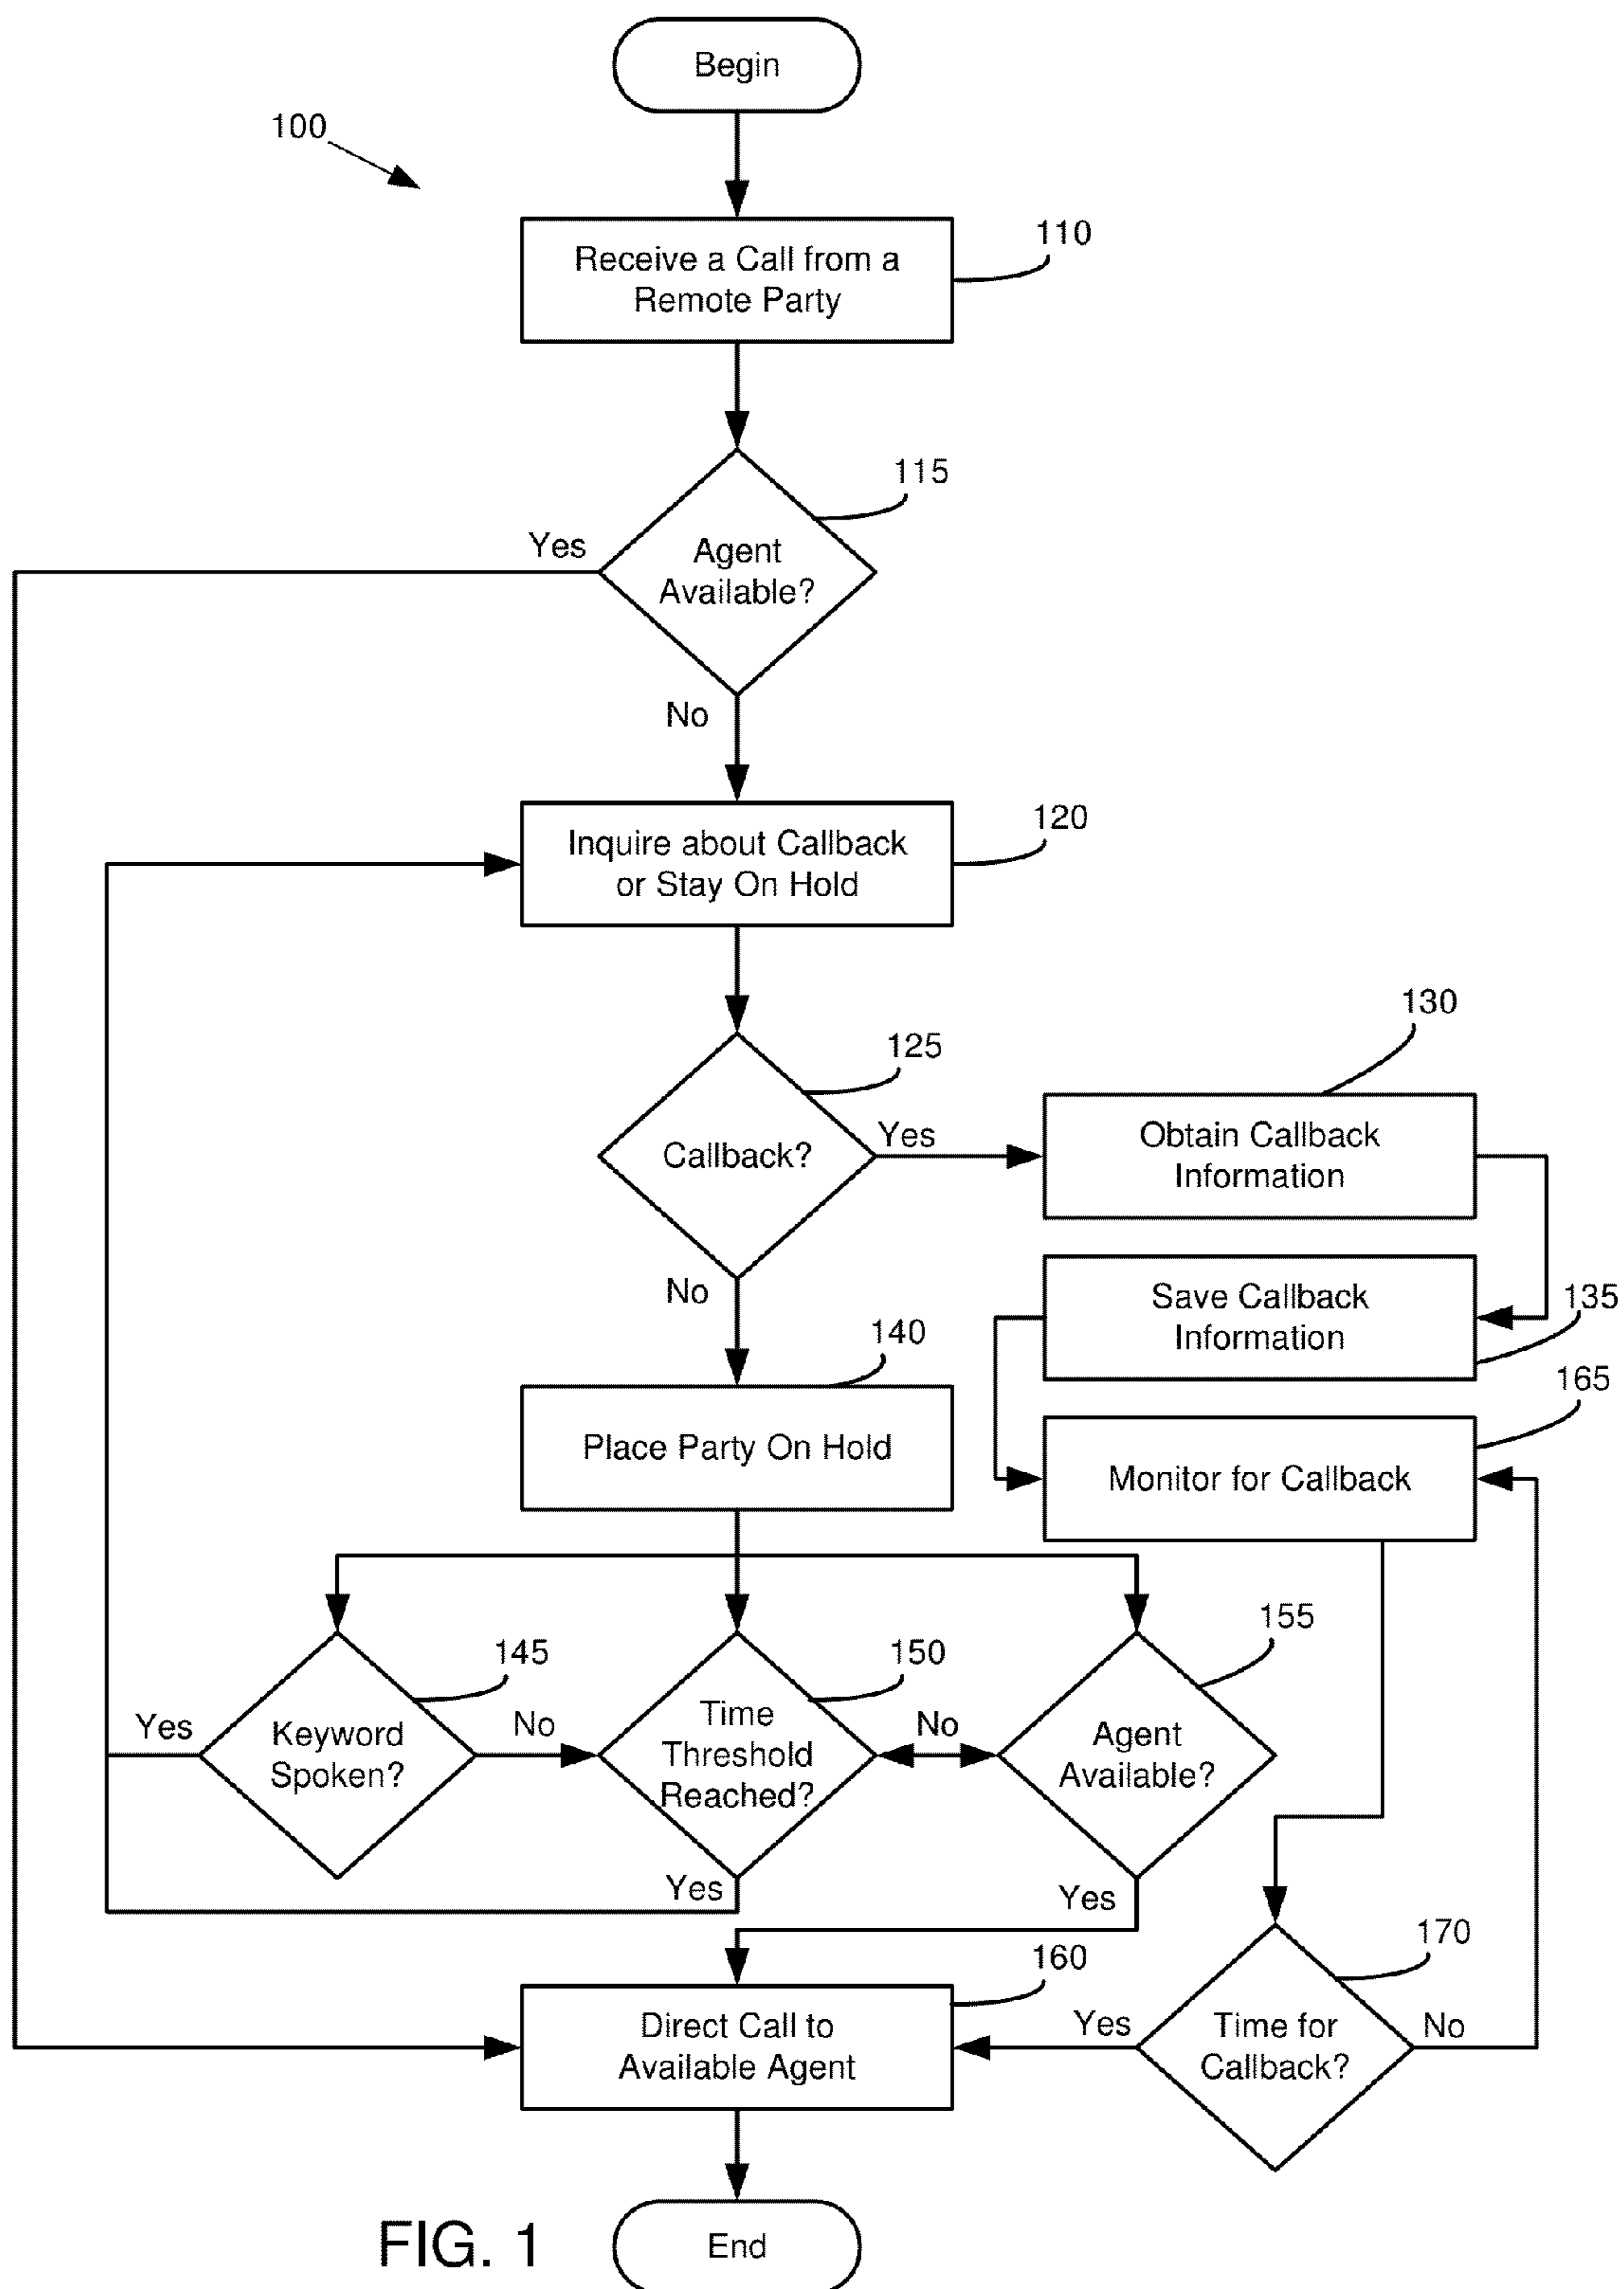 Begin
100
Receive a Call from a
Remote Party
110
115
Yes
Agent
Available?
No
Inquire about Callback
or Stay On Hold
120
125
Callback?
Yes
130
Obtain Callback
Information
No
Save Callback
Information
135
140
Place Party On Hold
165
Monitor for Callback
145
Yes
Keyword
Spoken?
No
150
Time
Threshold
Reached?
No
155
Agent
Available?
Yes
Yes
160
Direct Call to
Available Agent
170
Yes
Time for
Callback?
No
End
FIG. 1